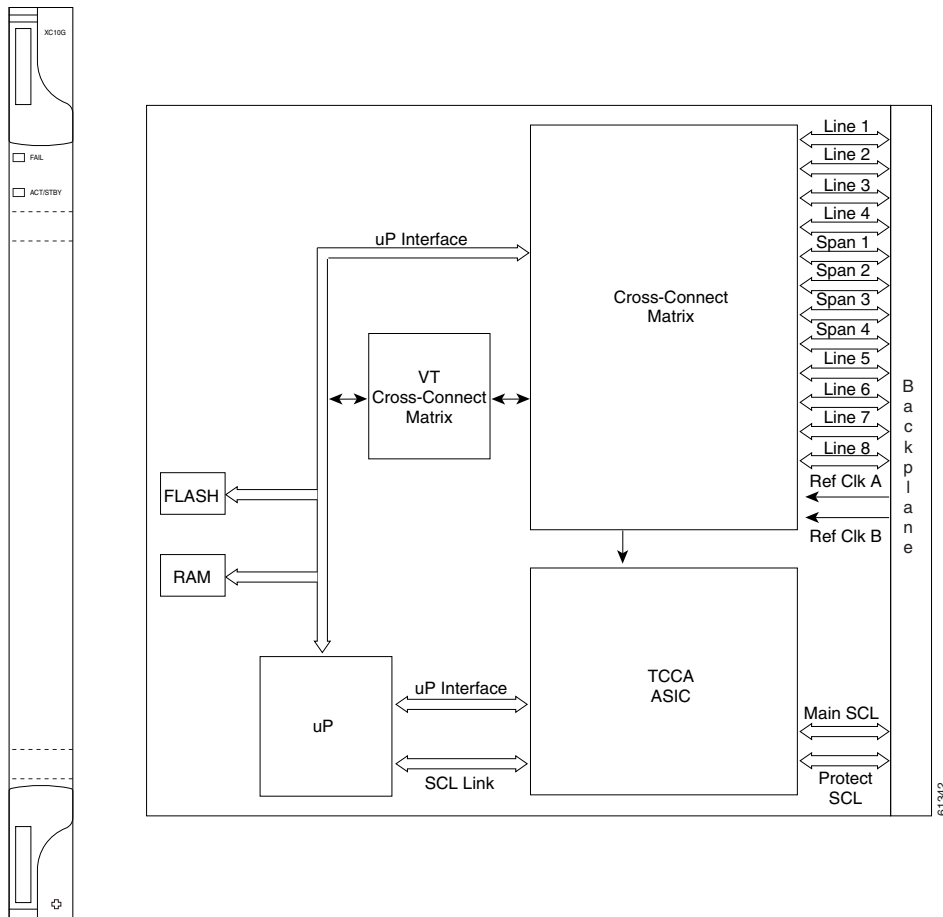 XC10G
FAIL
ACT/STBY
uP Interface
Cross-Connect
Matrix
VT
Cross-Connect
Matrix
FLASH
RAM
uP
uP Interface
SCL Link
TCCA
ASIC
Line 1
Line 2
Line 3
Line 4
Span 1
Span 2
Span 3
Span 4
Line 5
Line 6
Line 7
Line 8
Ref Clk A
Ref Clk B
Main SCL
Protect
SCL
Backplane
61342